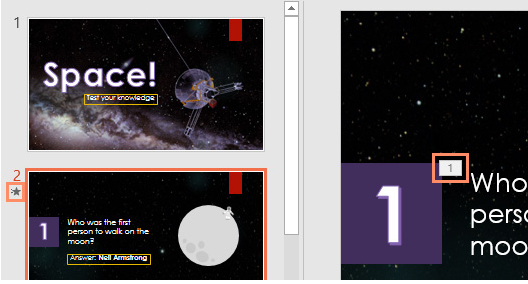 1
Space!
Test your knowledge
2
1
Who was the first
person to walk on the
moon?
Answer: Neil Armstrong
1
1
Who
pers
moo